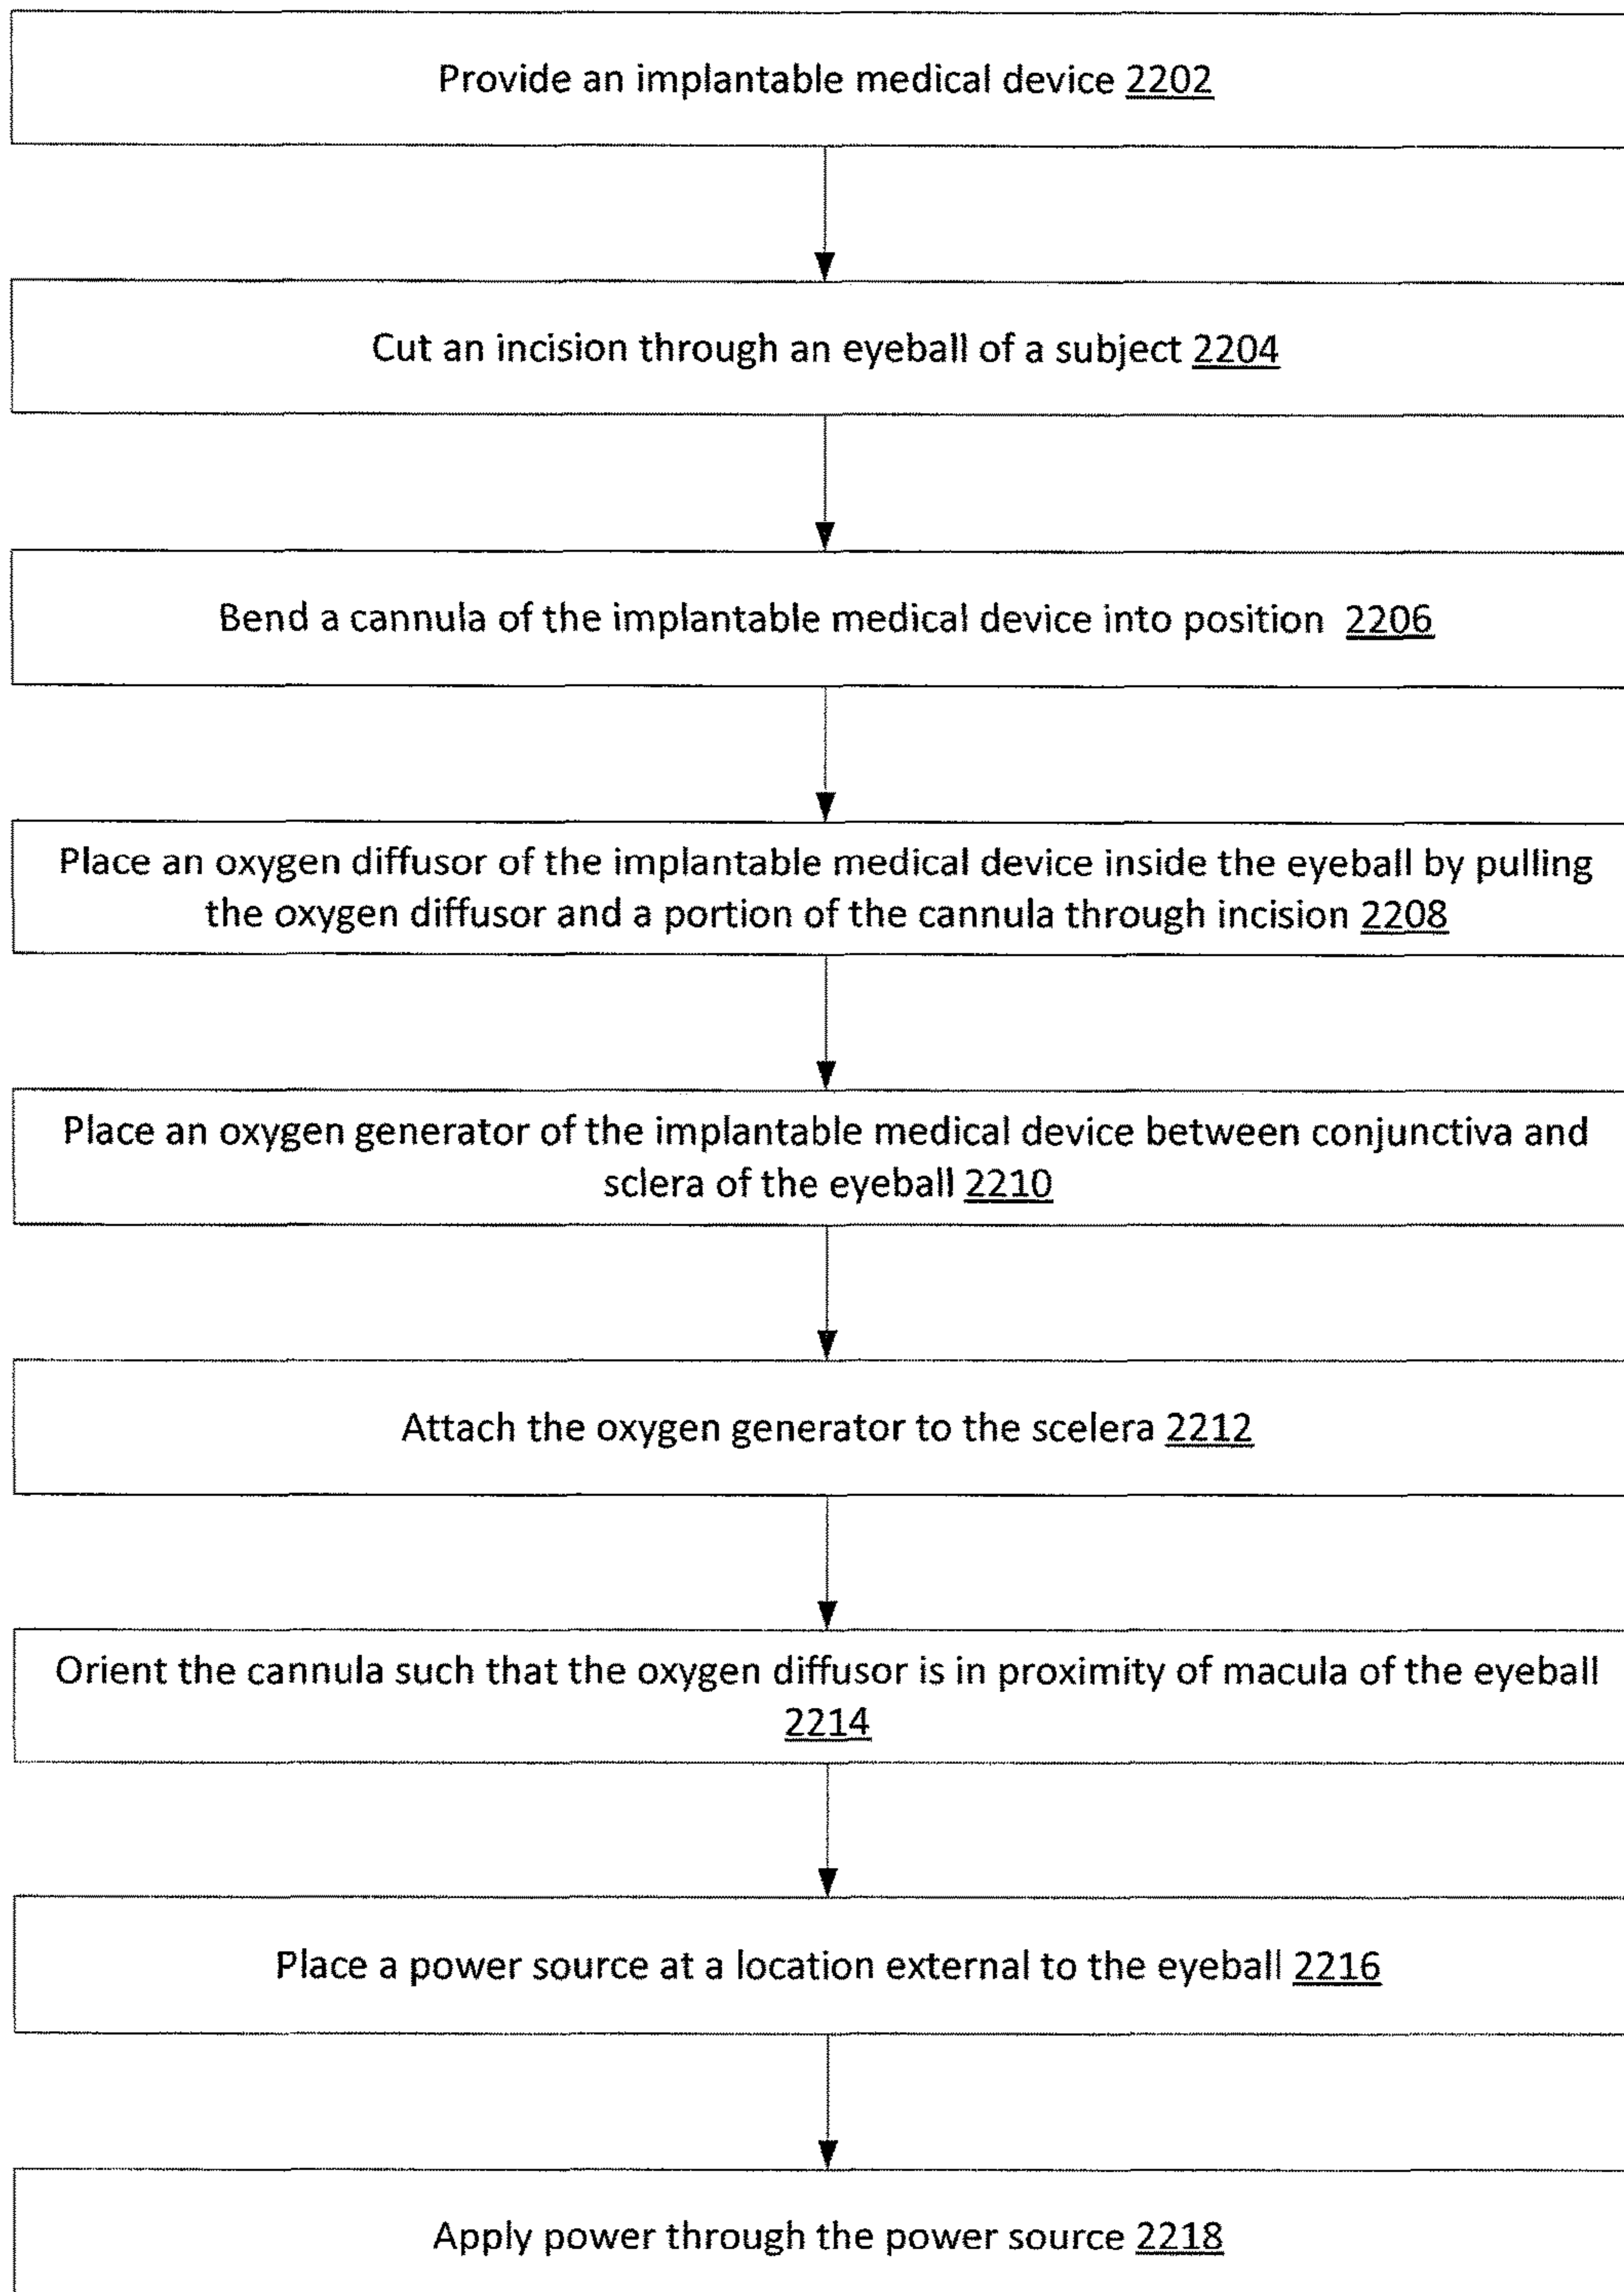 Provide an implantable medical device 2202
Cut an incision through an eyeball of a subject 2204
Bend a cannula of the implantable medical device into position 2206
Place an oxygen diffusor of the implantable medical device inside the eyeball by pulling
the oxygen diffusor and a portion of the cannula through incision 2208
Place an oxygen generator of the implantable medical device between conjunctiva and
sclera of the eyeball 2210
Attach the oxygen generator to the scelera 2212
Orient the cannula such that the oxygen diffusor is in proximity of macula of the eyeball
2214
Place a power source at a location external to the eyeball 2216
Apply power through the power source 2218